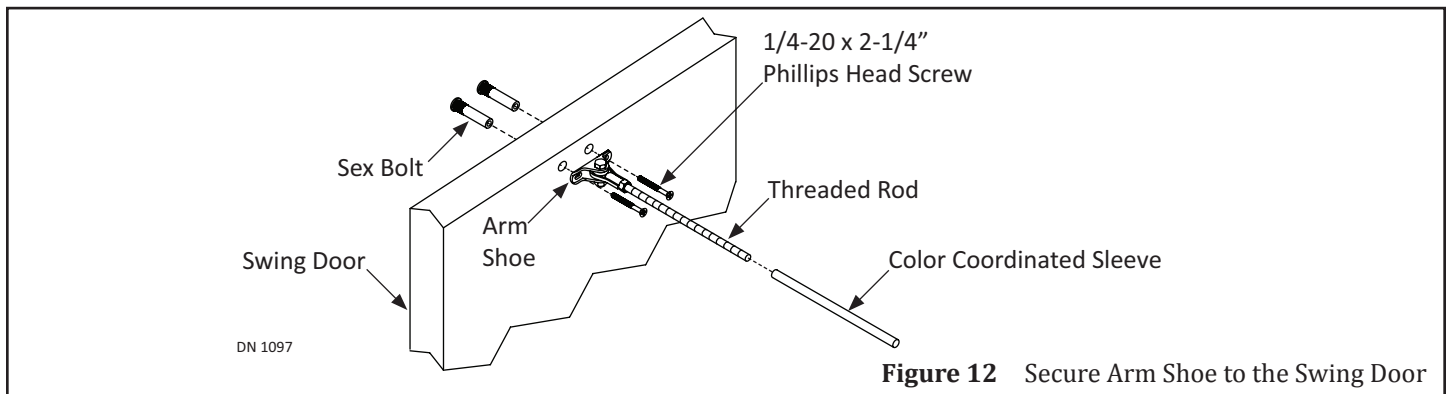 1/4-20 x 2-1/4”
Phillips Head Screw
Sex Bolt
Threaded Rod
Arm
Shoe
Swing Door
Color Coordinated Sleeve
DN 1097
Figure 12 Secure Arm Shoe to the Swing Door